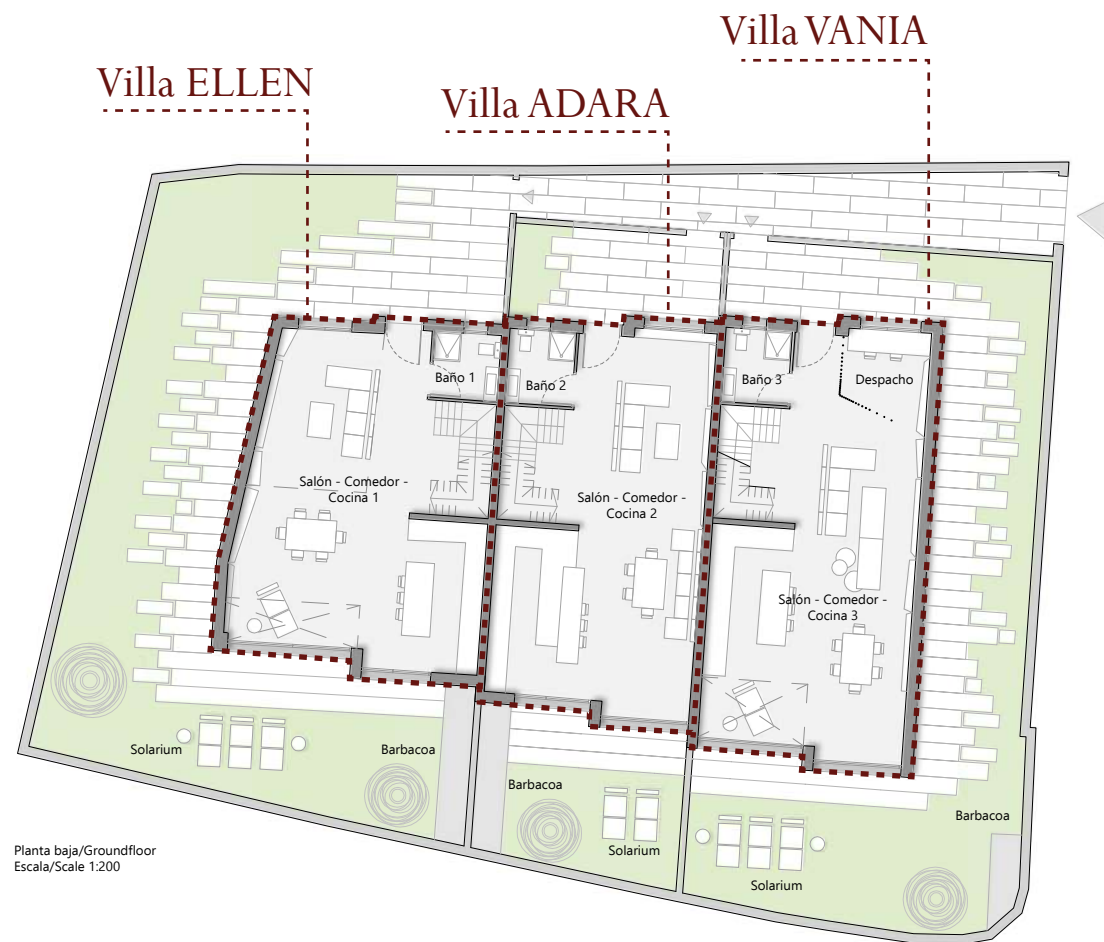 Villa VANIA
Villa ELLEN
Villa ADARA
Baño 1
Baño 2
Baño 3
Despacho
Salón - Comedor -
Cocina 1
Salón - Comedor -
Cocina 2
Salón - Comedor -
Cocina 3
Solarium
Barbacoa
Barbacoa
Solarium
Barbacoa
Solarium
Planta baja/Groundfloor
Escala/Scale 1:200